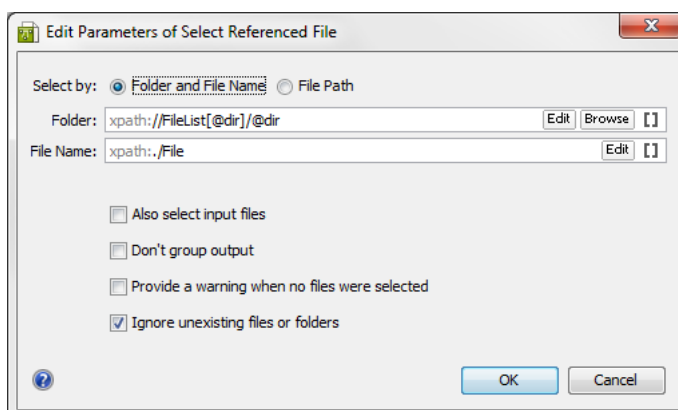 Edit Parameters of Select Referenced File
Select by: Folder and File Name File Path
Folder: xpath://FileList[@dir]/@dir Edit Browse []
File Name: xpath:./File Edit []
Also select input files
Don't group output
Provide a warning when no files were selected
Ignore unexisting files or folders
? OK Cancel